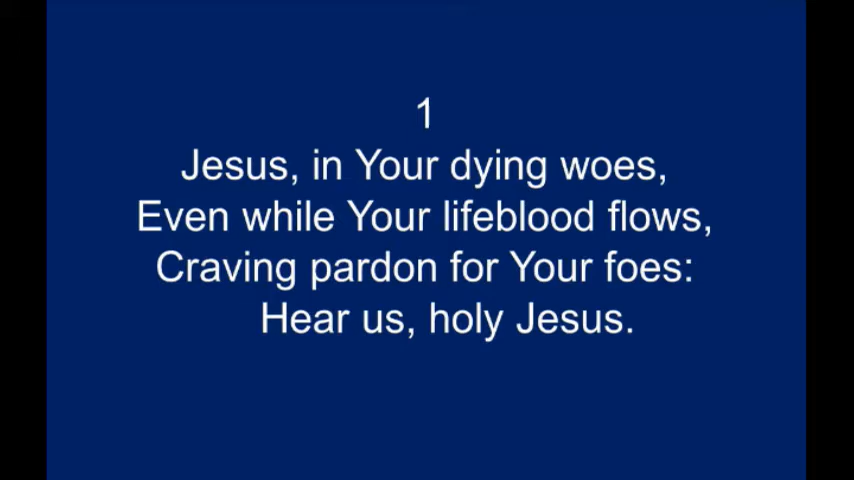 1
Jesus, in Your dying woes,
Even while Your lifeblood flows,
Craving pardon for Your foes:
Hear us, holy Jesus.